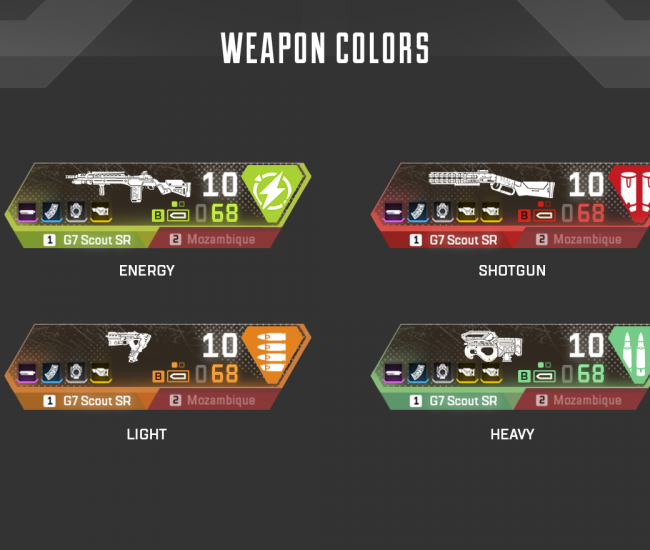 WEAPON COLORS
10
B 068
1 G7 Scout SR 2 Mozambique
ENERGY
10
B 068
1 G7 Scout SR 2 Mozambique
SHOTGUN
10
B 068
1 G7 Scout SR 2 Mozambique
LIGHT
10
B 068
1 G7 Scout SR 2 Mozambique
HEAVY